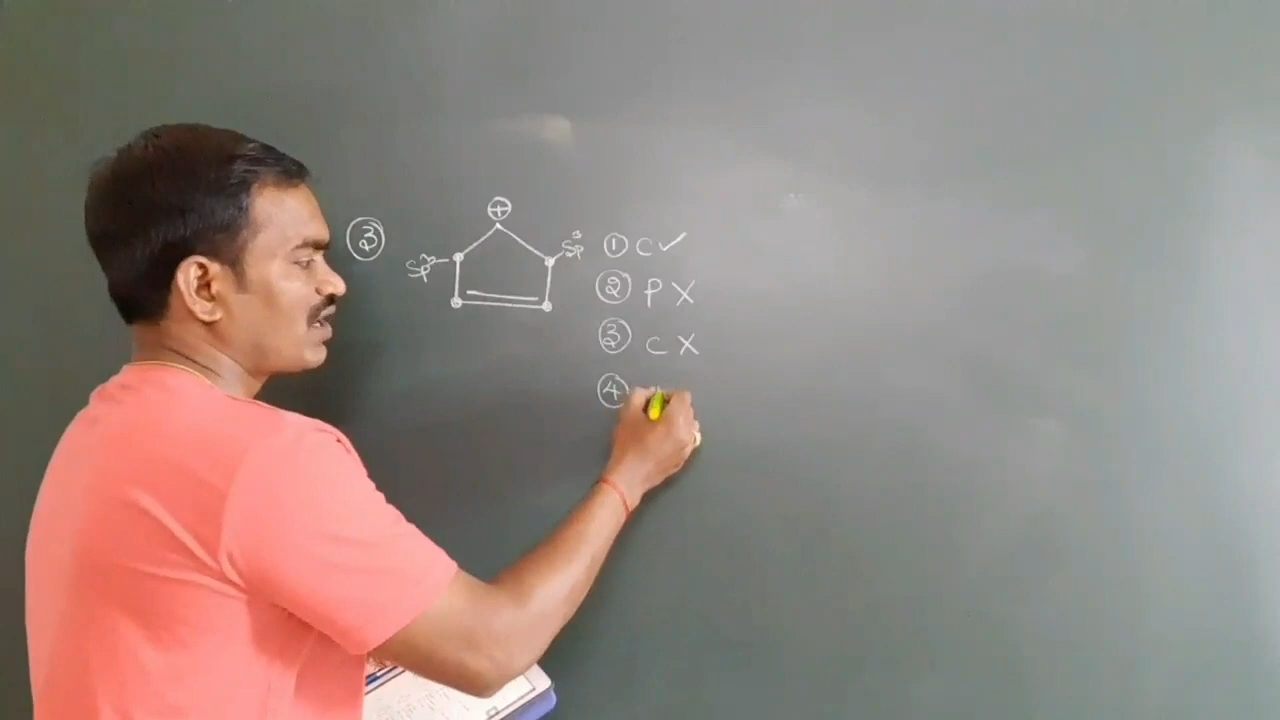 ③
⊕
Sp³
Sp³
① C ✓
② P X
③ C X
④